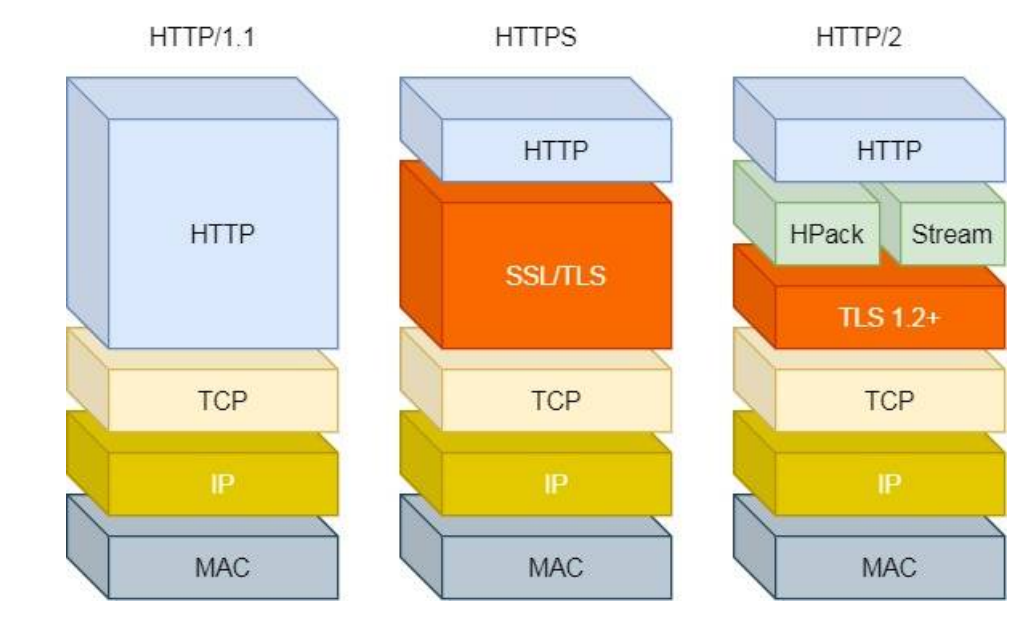 HTTP/1.1
HTTPS
HTTP/2
HTTP
TCP
IP
MAC
HTTP
SSL/TLS
TCP
IP
MAC
HTTP
HPack
Stream
TLS 1.2+
TCP
IP
MAC